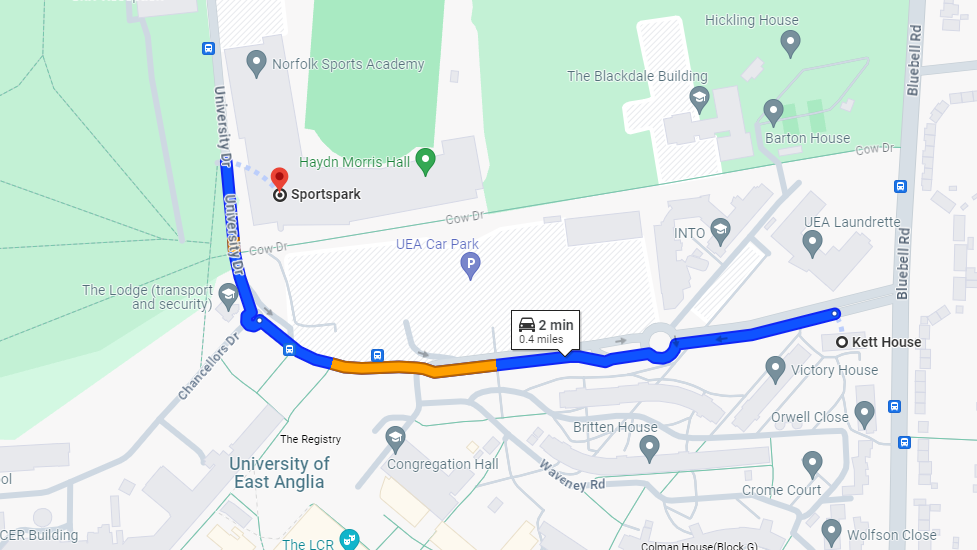 Hickling House
Bluebell Rd
Norfolk Sports Academy
The Blackdale Building
University Dr
Barton House
Haydn Morris Hall
Cow Dr
Sportspark
University Dr
Cow Dr
UEA Laundrette
INTO
Cow Dr
UEA Car Park
P
Bluebell Rd
The Lodge (transport
and security)
2 min
0.4 miles
Kett House
Chancellors Dr
Victory House
Orwell Close
Britten House
The Registry
University of
East Anglia
Congregation Hall
Waveney Rd
Crome Court
ool
CER Building
The LCR
Wolfson Close
Colman House(Block G)